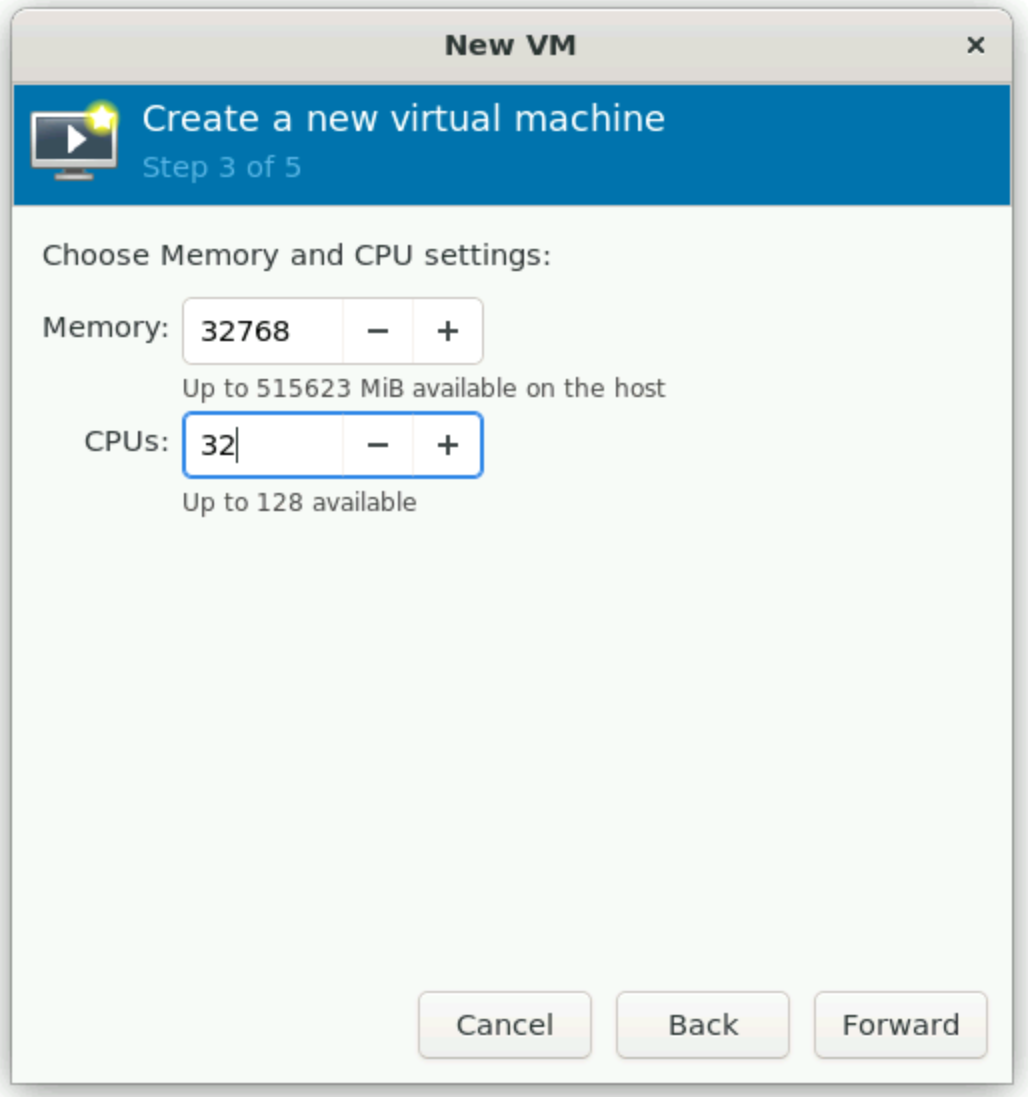 New VM ×
Create a new virtual machine
Step 3 of 5
Choose Memory and CPU settings:
Memory: 32768 − +
Up to 515623 MiB available on the host
CPUs: 32 − +
Up to 128 available
Cancel Back Forward